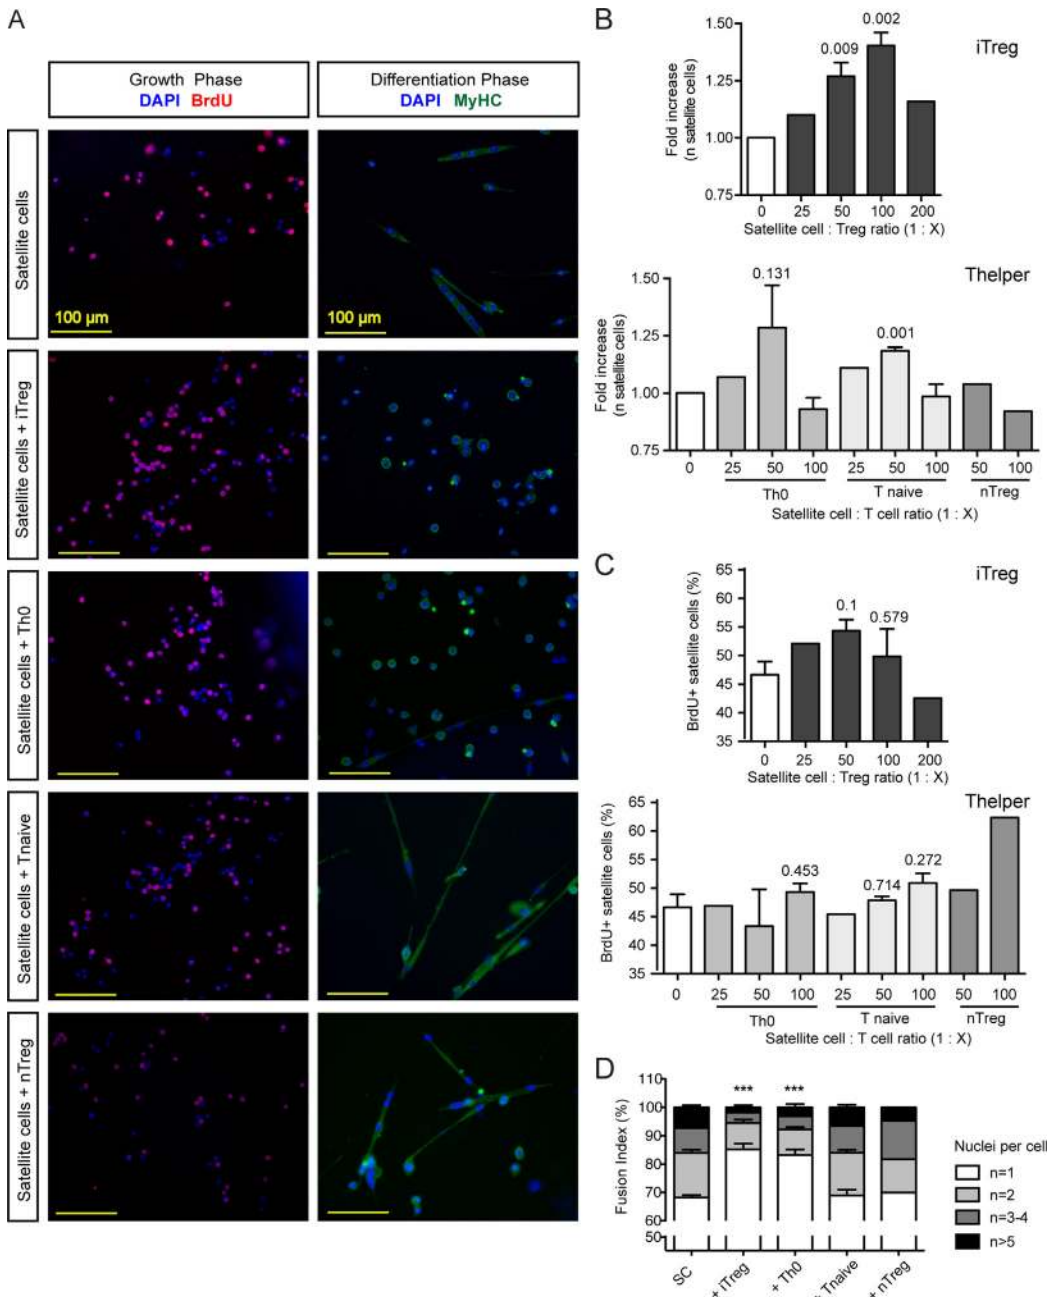 A
Growth Phase
DAPI BrdU
Differentiation Phase
DAPI MyHC
Satellite cells
100 µm
100 µm
Satellite cells + iTreg
Satellite cells + Th0
Satellite cells + Tnaive
Satellite cells + nTreg
B
iTreg
Fold increase
(n satellite cells)
1.50
1.25
1.00
0.75
0.009
0.002
0 25 50 100 200
Satellite cell : Treg ratio (1 : X)
Thelper
Fold increase
(n satellite cells)
1.50
1.25
1.00
0.75
0.131
0.001
0 25 50 100 25 50 100 50 100
Th0 T naive nTreg
Satellite cell : T cell ratio (1 : X)
C
iTreg
BrdU+ satellite cells (%)
65
60
55
50
45
40
35
0.1
0.579
0 25 50 100 200
Satellite cell : Treg ratio (1 : X)
Thelper
BrdU+ satellite cells (%)
65
60
55
50
45
40
35
0.453
0.714
0.272
0 25 50 100 25 50 100 50 100
Th0 T naive nTreg
Satellite cell : T cell ratio (1 : X)
D
Fusion Index (%)
110
100
90
80
70
60
50
*** ***
SC
+ iTreg
+ Th0
+ Tnaive
+ nTreg
Nuclei per cell
n=1
n=2
n=3-4
n>5